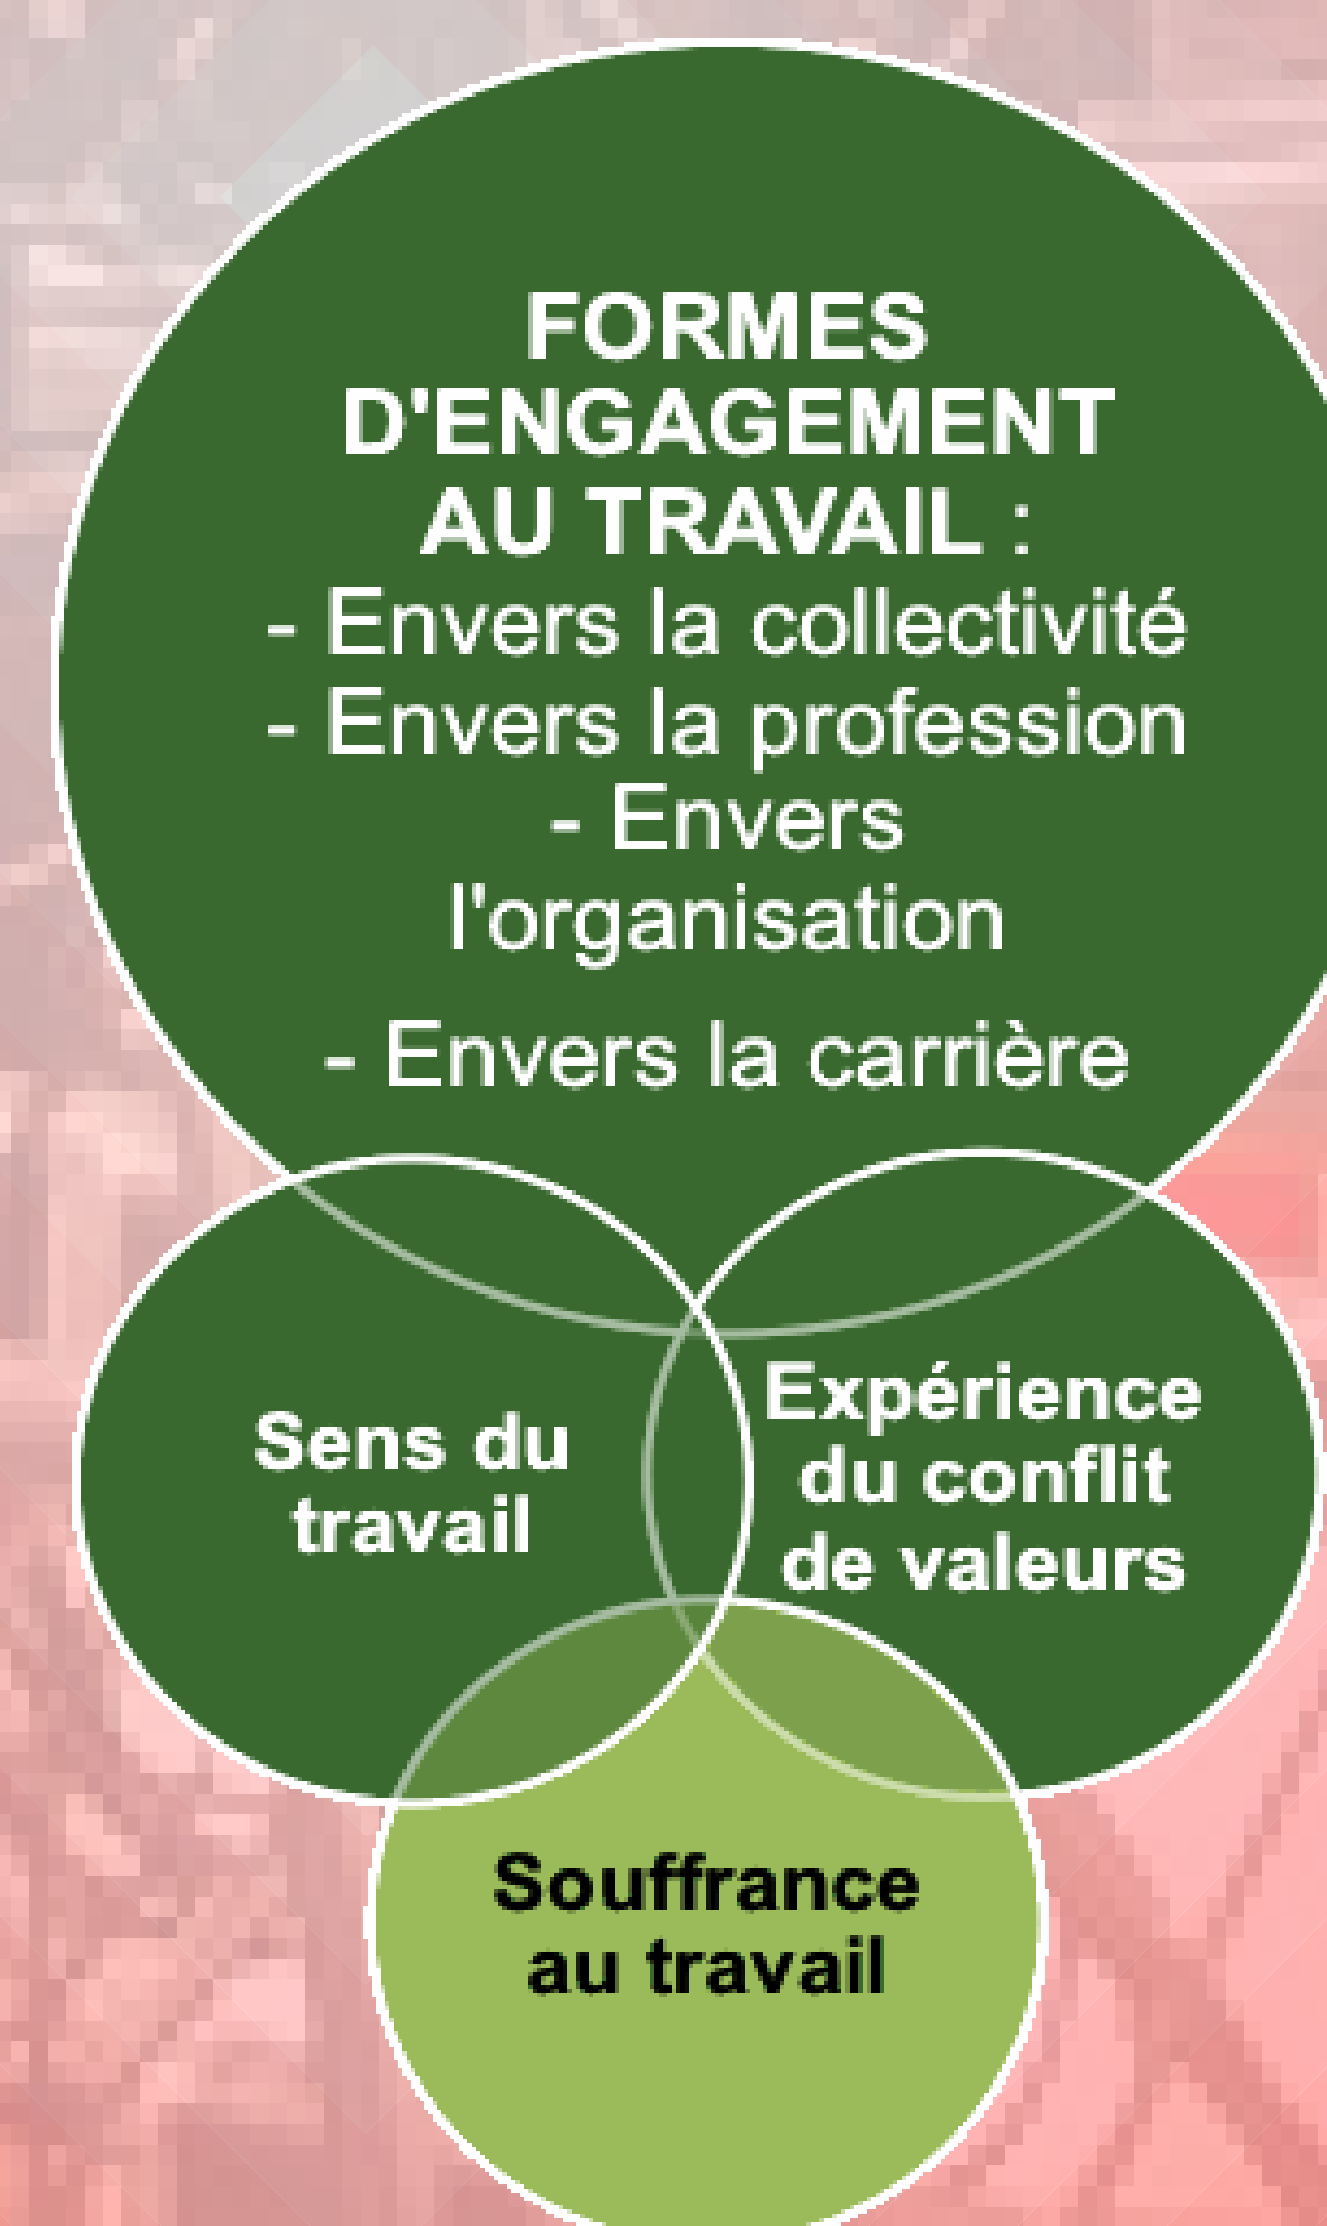 FORMES
D'ENGAGEMENT
AU TRAVAIL :
- Envers la collectivité
- Envers la profession
- Envers
l'organisation
- Envers la carrière
Sens du
travail
Expérience
du conflit
de valeurs
Souffrance
au travail